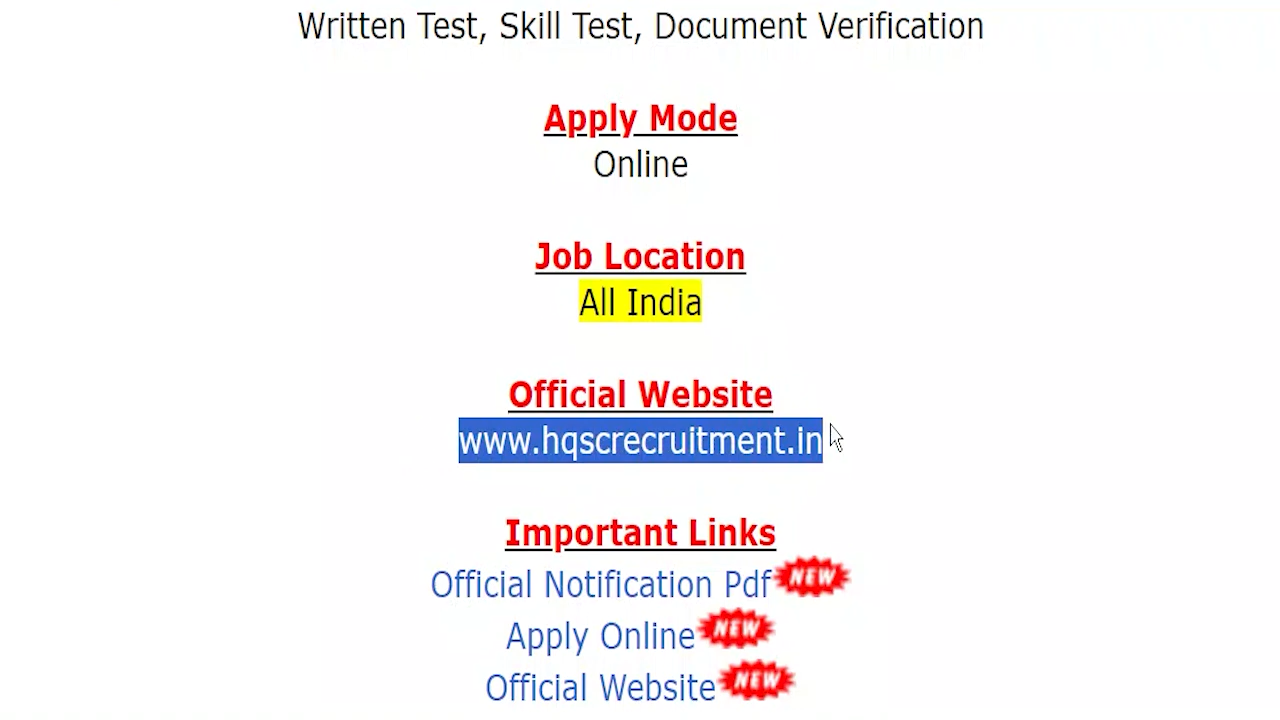 Written Test, Skill Test, Document Verification
Apply Mode
Online
Job Location
All India
Official Website
www.hqscrecruitment.in
Important Links
Official Notification Pdf NEW
Apply Online NEW
Official Website NEW